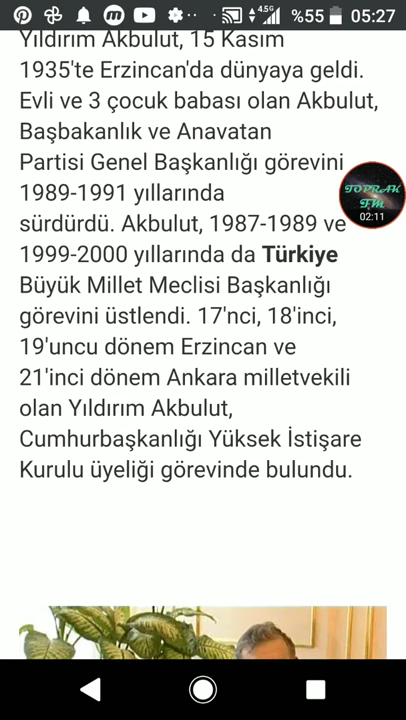 %55 05:27
4.5G
Yıldırım Akbulut, 15 Kasım
1935'te Erzincan'da dünyaya geldi.
Evli ve 3 çocuk babası olan Akbulut,
Başbakanlık ve Anavatan
Partisi Genel Başkanlığı görevini
1989-1991 yıllarında
sürdürdü. Akbulut, 1987-1989 ve
1999-2000 yıllarında da Türkiye
Büyük Millet Meclisi Başkanlığı
görevini üstlendi. 17'nci, 18'inci,
19'uncu dönem Erzincan ve
21'inci dönem Ankara milletvekili
olan Yıldırım Akbulut,
Cumhurbaşkanlığı Yüksek İstişare
Kurulu üyeliği görevinde bulundu.
TOPRAK
FM
02:11